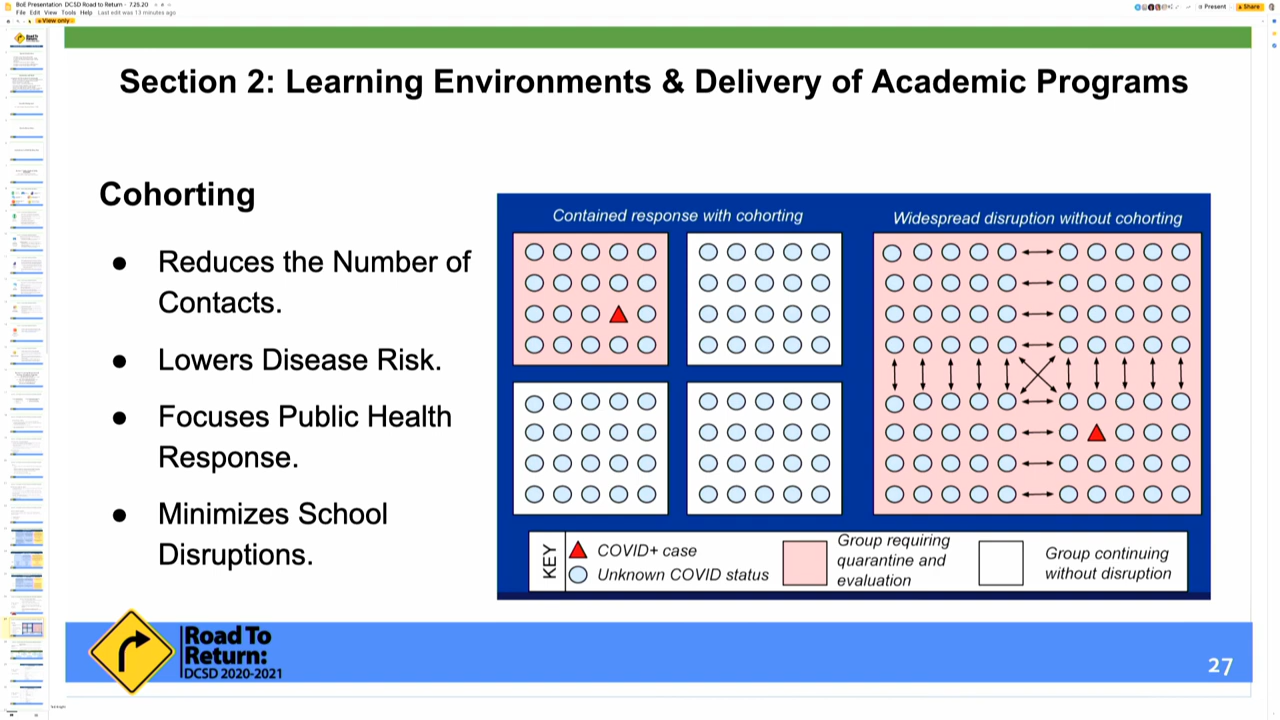 BoE Presentation DCSD Road to Return - 7.25.20
File Edit View Tools Help Last edit was 13 minutes ago
Present
Share
View only
Section 2: Learning Environments & Delivery of Academic Programs
Cohorting
● Reduces the Number of
Contacts.
● Lowers Disease Risk.
● Focuses Public Health
Response.
● Minimizes School
Disruptions.
Contained response with cohorting
Widespread disruption without cohorting
KEY
COVID+ case
Unknown COVID status
Group requiring
quarantine and
evaluation
Group continuing
without disruption
Road To
Return:
DCSD 2020-2021
27